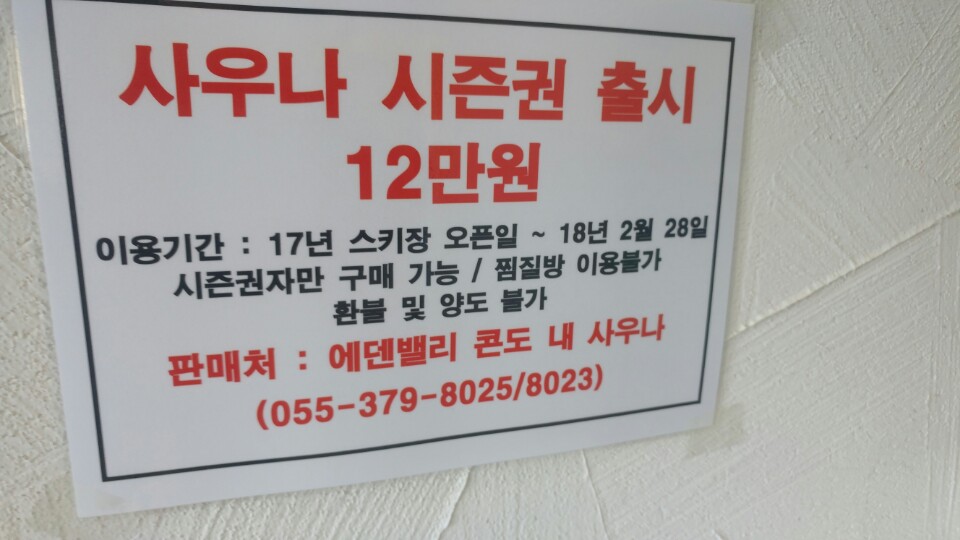 사우나 시즌권 출시
12만원
이용기간 : 17년 스키장 오픈일 ~ 18년 2월 28일
시즌권자만 구매 가능 / 찜질방 이용불가
환불 및 양도 불가
판매처 : 에덴밸리 콘도 내 사우나
(055-379-8025/8023)